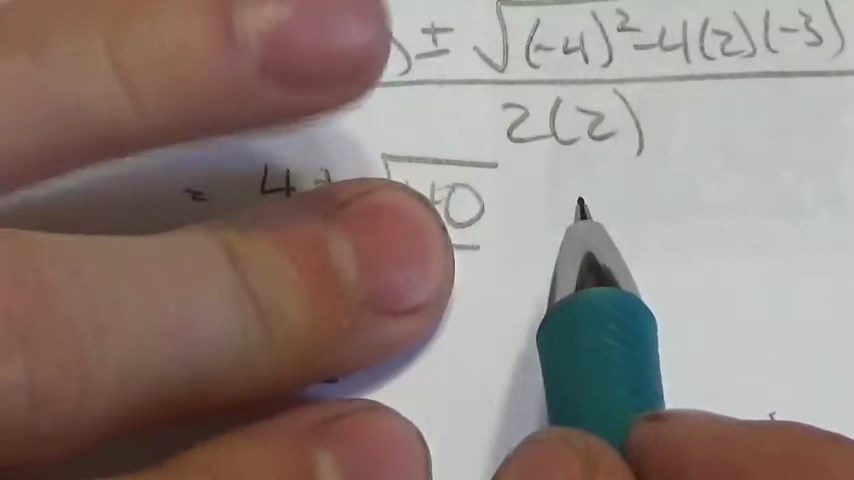 ) ± √(-4)²-4(2)(-3)
2(2)
= 4± √40